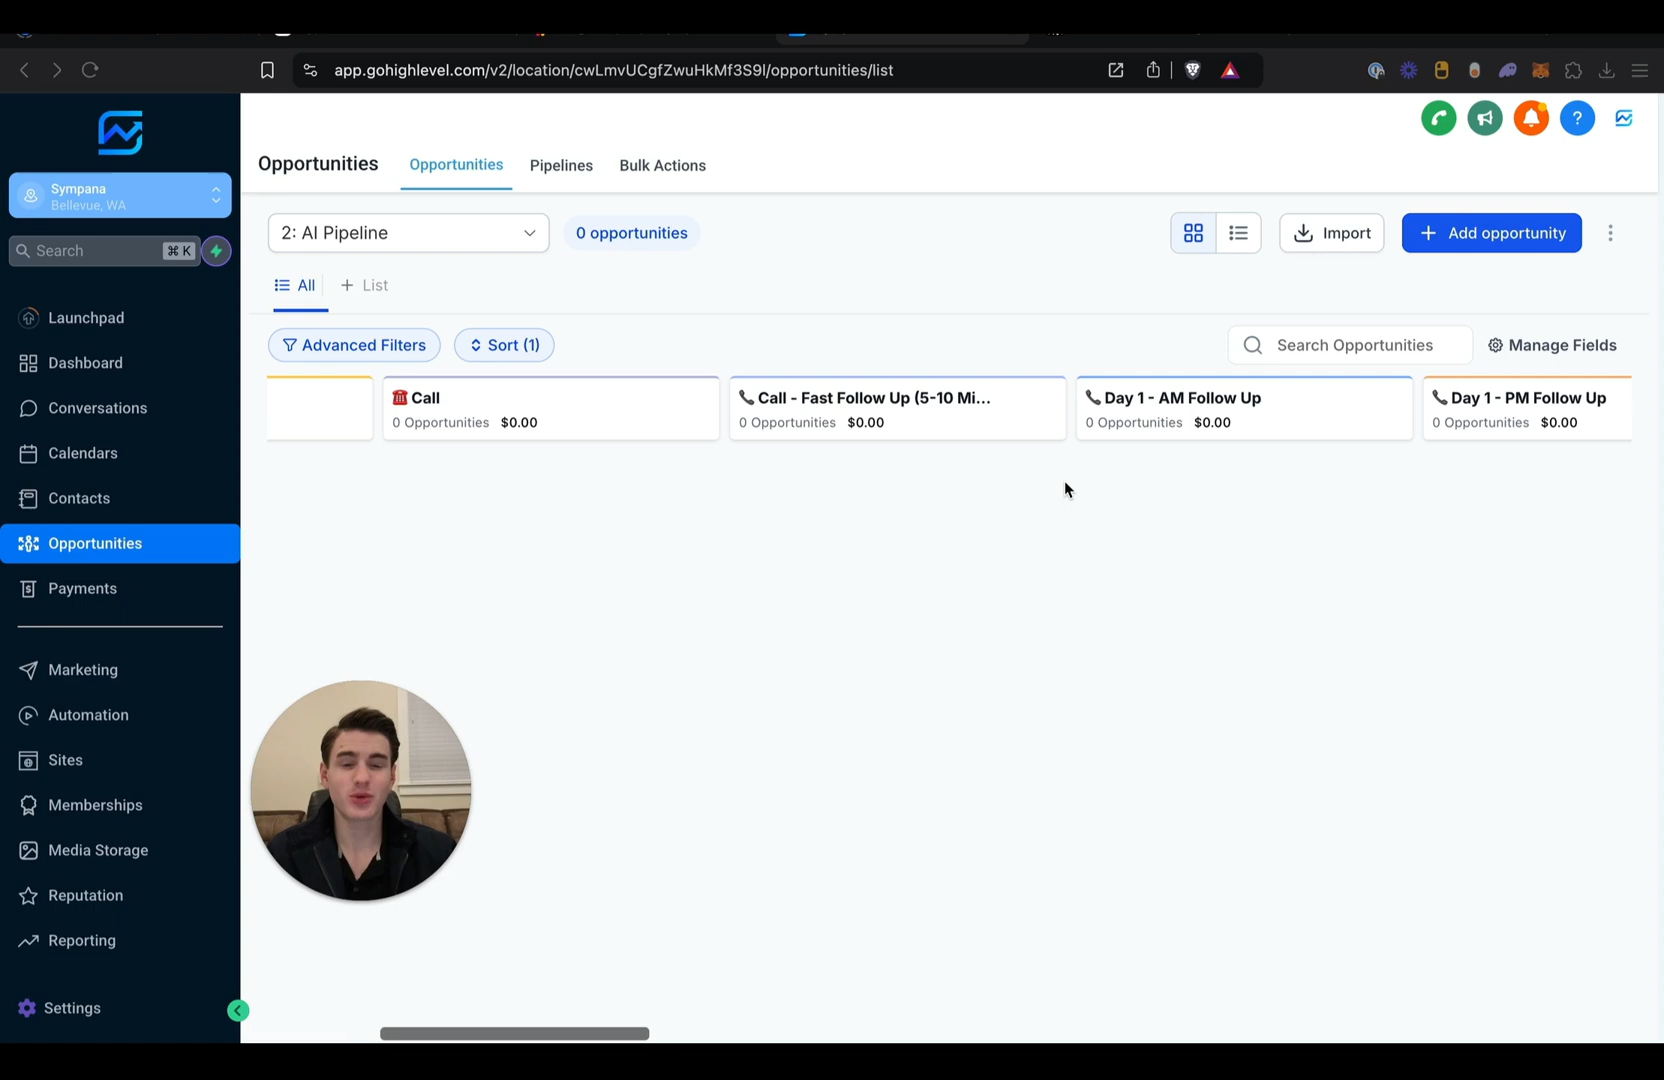 app.gohighlevel.com/v2/location/cwLmvUCgfZwuHkMf3S9l/opportunities/list
Sympana
Bellevue, WA
Search
⌘ K
Launchpad
Dashboard
Conversations
Calendars
Contacts
Opportunities
Payments
Marketing
Automation
Sites
Memberships
Media Storage
Reputation
Reporting
Settings
Opportunities
Opportunities
Pipelines
Bulk Actions
2: AI Pipeline
0 opportunities
Import
+ Add opportunity
All
+ List
Advanced Filters
Sort (1)
Search Opportunities
Manage Fields
Call
0 Opportunities $0.00
Call - Fast Follow Up (5-10 Mi...
0 Opportunities $0.00
Day 1 - AM Follow Up
0 Opportunities $0.00
Day 1 - PM Follow Up
0 Opportunities $0.00